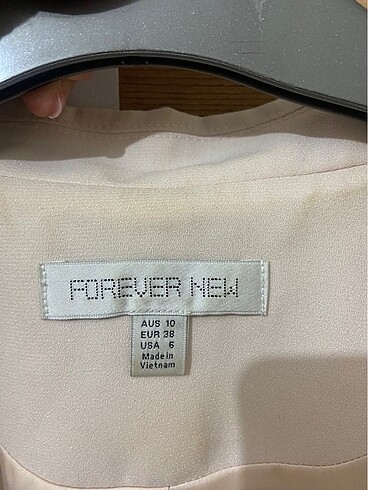 FOREVER NEW
AUS 10
EUR 38
USA 6
Made in
Vietnam